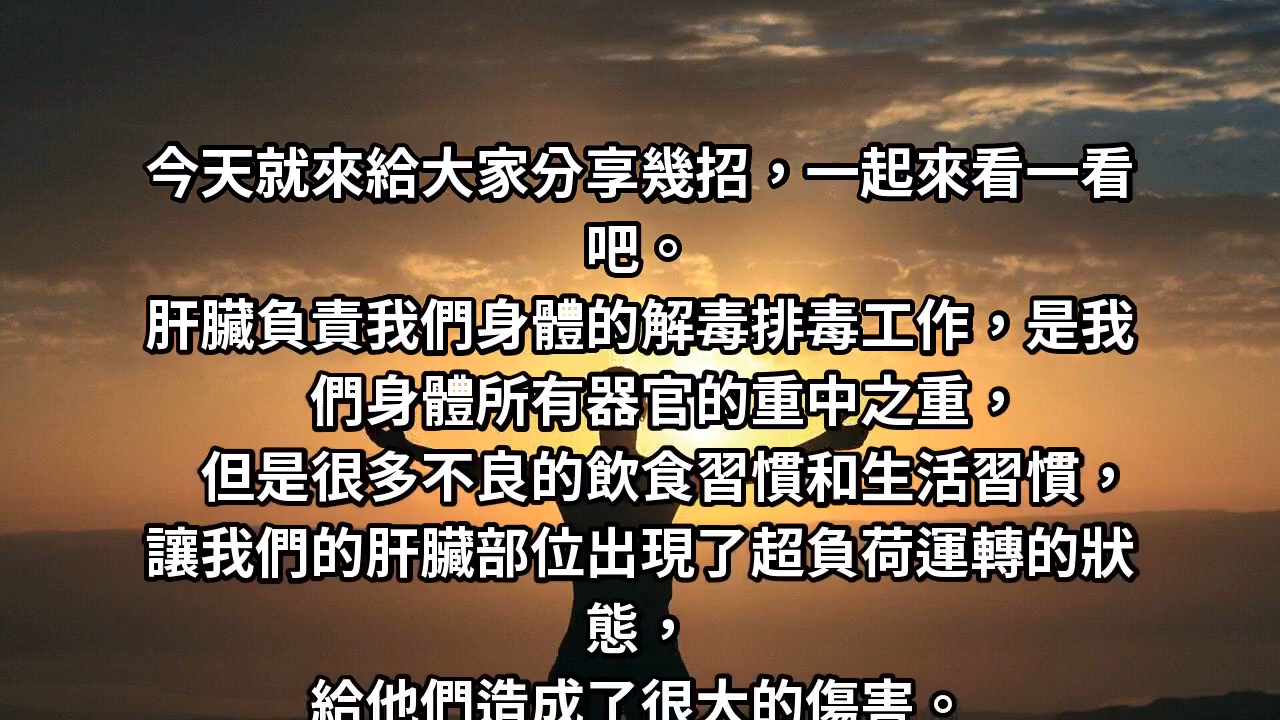 今天就來給大家分享幾招，一起來看一看
吧。
肝臟負責我們身體的解毒排毒工作，是我
們身體所有器官的重中之重，
但是很多不良的飲食習慣和生活習慣，
讓我們的肝臟部位出現了超負荷運轉的狀
態，
給他們造成了很大的傷害。